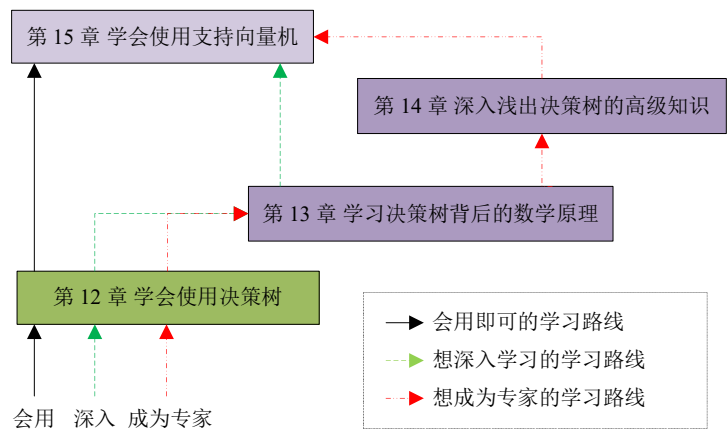 第 15 章 学会使用支持向量机
第 14 章 深入浅出决策树的高级知识
第 13 章 学习决策树背后的数学原理
第 12 章 学会使用决策树
会用即可的学习路线
想深入学习的学习路线
想成为专家的学习路线
会用 深入 成为专家